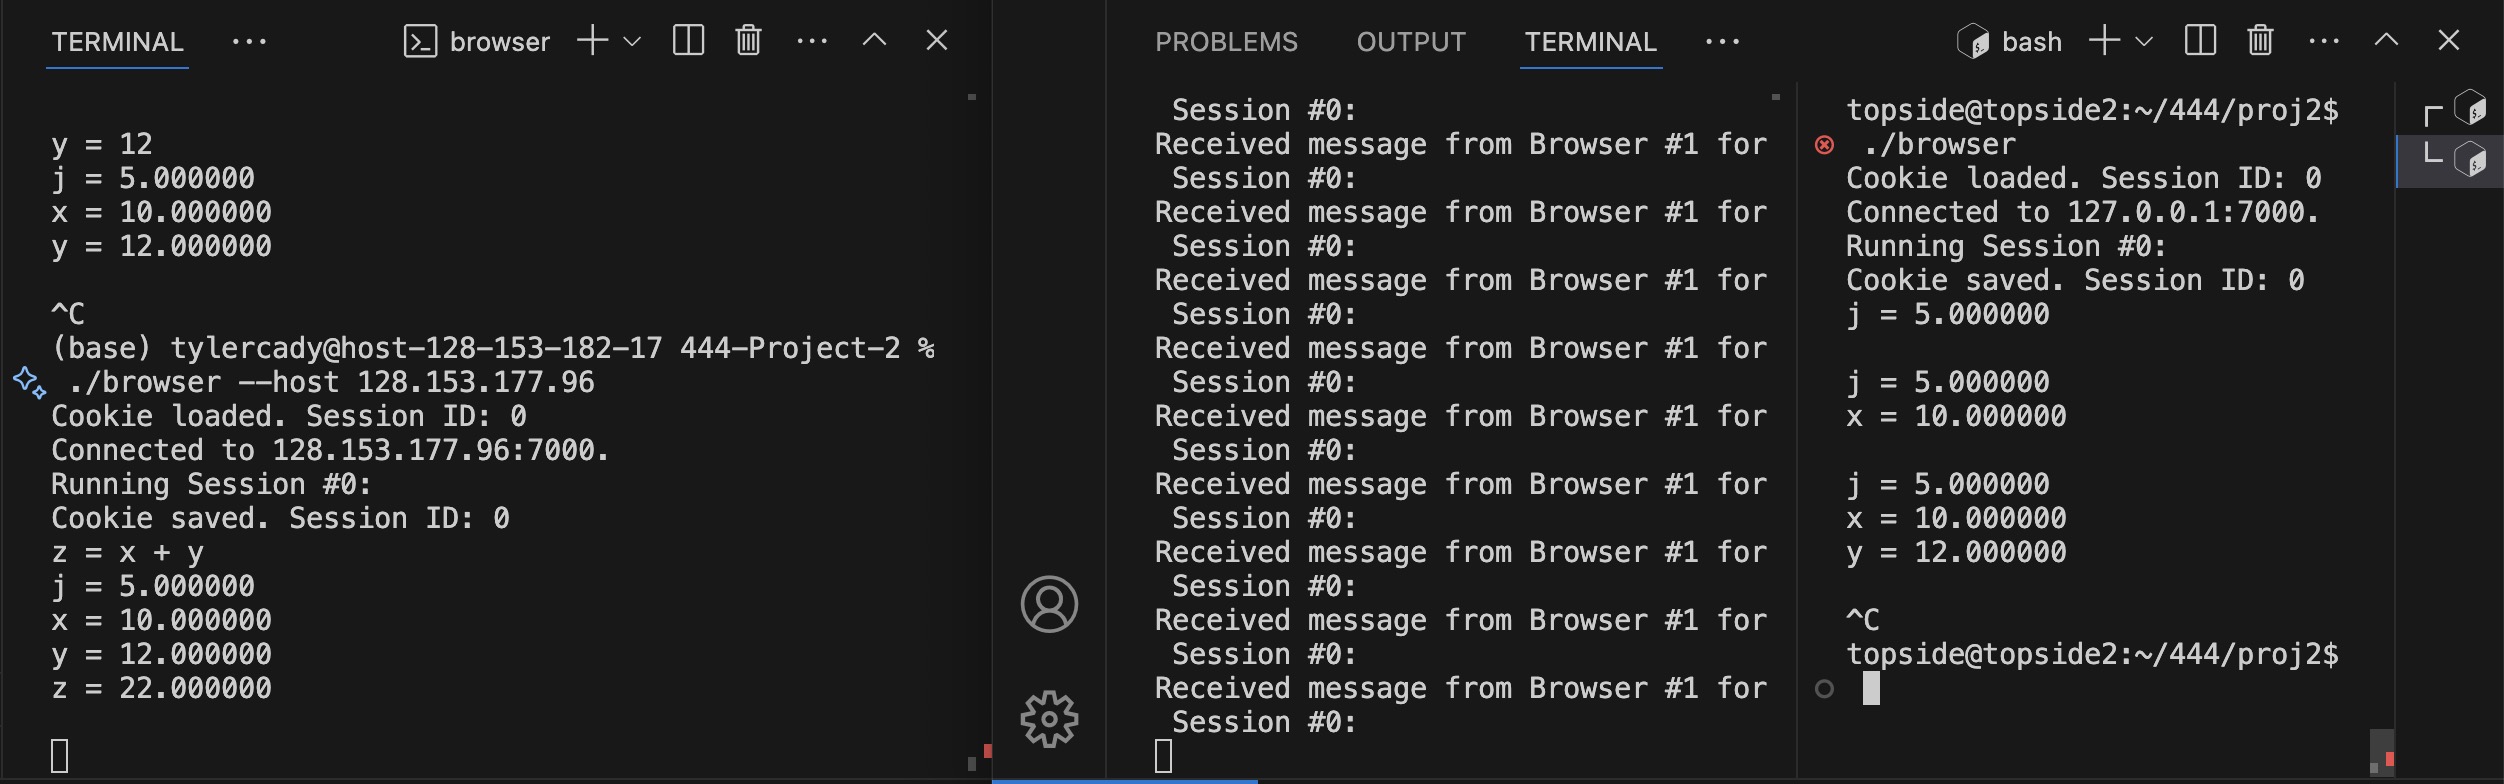 TERMINAL
browser
y = 12
j = 5.000000
x = 10.000000
y = 12.000000
^C
(base) tylercady@host-128-153-182-17 444-Project-2 %
./browser --host 128.153.177.96
Cookie loaded. Session ID: 0
Connected to 128.153.177.96:7000.
Running Session #0:
Cookie saved. Session ID: 0
z = x + y
j = 5.000000
x = 10.000000
y = 12.000000
z = 22.000000
PROBLEMS OUTPUT TERMINAL
bash
Session #0:
Received message from Browser #1 for
Session #0:
Received message from Browser #1 for
Session #0:
Received message from Browser #1 for
Session #0:
Received message from Browser #1 for
Session #0:
Received message from Browser #1 for
Session #0:
Received message from Browser #1 for
Session #0:
Received message from Browser #1 for
Session #0:
Received message from Browser #1 for
Session #0:
Received message from Browser #1 for
Session #0:
topside@topside2:~/444/proj2$
./browser
Cookie loaded. Session ID: 0
Connected to 127.0.0.1:7000.
Running Session #0:
Cookie saved. Session ID: 0
j = 5.000000
j = 5.000000
x = 10.000000
j = 5.000000
x = 10.000000
y = 12.000000
^C
topside@topside2:~/444/proj2$